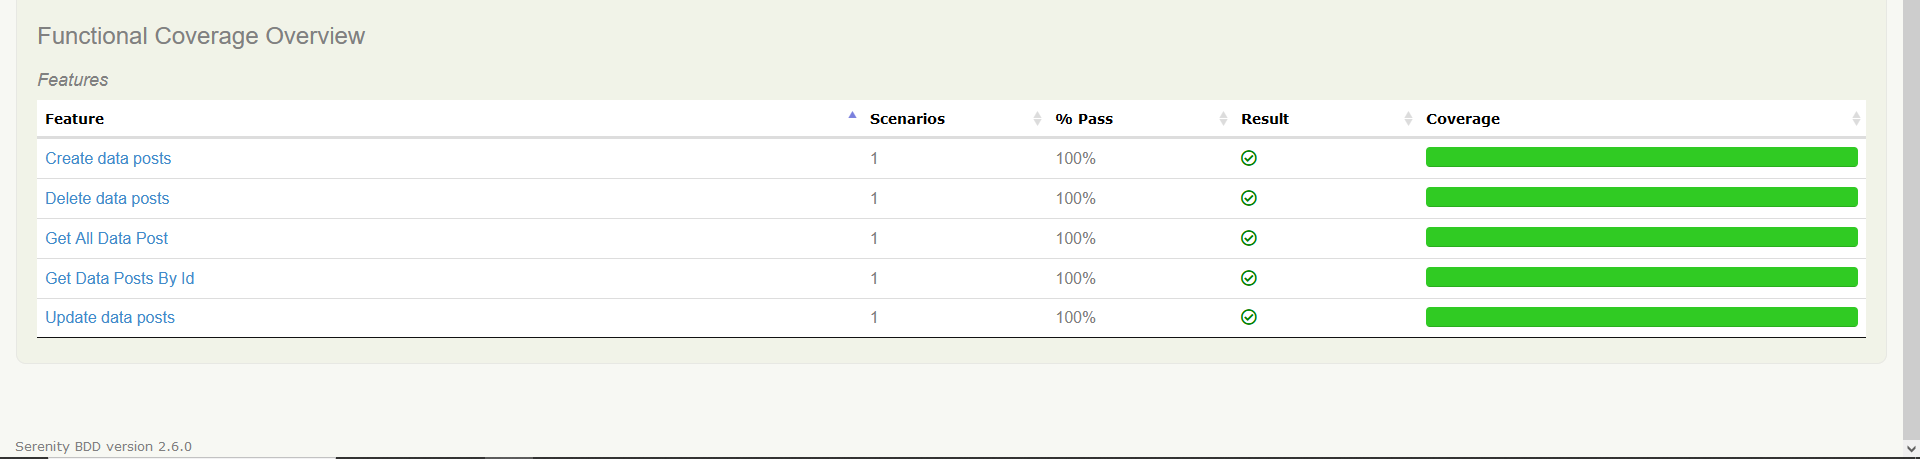 Functional Coverage Overview
Features
Feature Scenarios % Pass Result Coverage
Create data posts 1 100%
Delete data posts 1 100%
Get All Data Post 1 100%
Get Data Posts By Id 1 100%
Update data posts 1 100%
Serenity BDD version 2.6.0